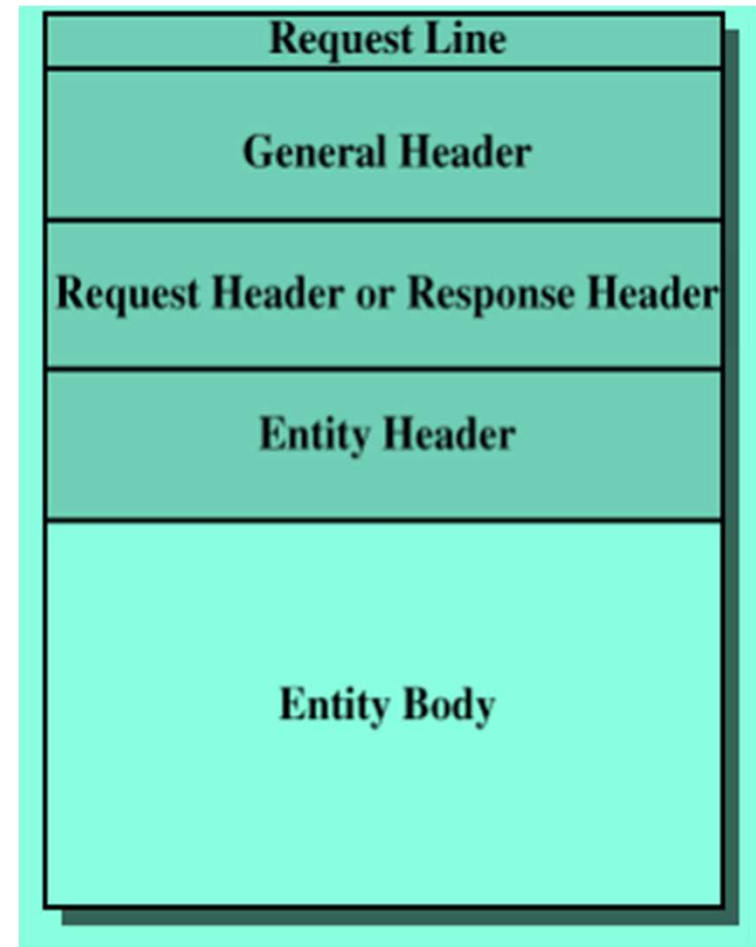 Request Line
General Header
Request Header or Response Header
Entity Header
Entity Body